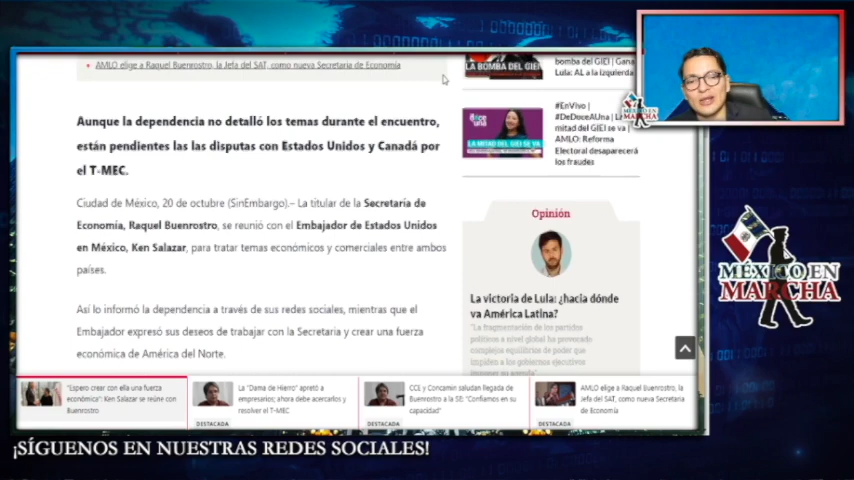 AMLO elige a Raquel Buenrostro, la Jefa del SAT, como nueva Secretaria de Economía
Aunque la dependencia no detalló los temas durante el encuentro,
están pendientes las las disputas con Estados Unidos y Canadá por
el T-MEC.
Ciudad de México, 20 de octubre (SinEmbargo).– La titular de la Secretaría de
Economía, Raquel Buenrostro, se reunió con el Embajador de Estados Unidos
en México, Ken Salazar, para tratar temas económicos y comerciales entre ambos
países.
Así lo informó la dependencia a través de sus redes sociales, mientras que el
Embajador expresó sus deseos de trabajar con la Secretaria y crear una fuerza
económica de América del Norte.
LA BOMBA DEL GIEI
bomba del GIEI | Gana
Lula: AL a la izquierda
LA MITAD DEL GIEI SE VA
#EnVivo |
#DeDoceAUna |
mitad del GIEI se va |
AMLO: Reforma
Electoral desaparecerá
los fraudes
Opinión
La victoria de Lula: ¿hacia dónde
va América Latina?
"La fragmentación de los partidos
políticos a nivel global ha provocado
complejos equilibrios de poder que
impiden a los gobiernos ejecutivos
imponer su agenda"
"Espero crear con ella una fuerza
económica": Ken Salazar se reúne con
Buenrostro
La "Dama de Hierro" apretó a
empresarios; ahora debe acercarlos y
resolver el T-MEC
DESTACADA
CCE y Concamin saludan llegada de
Buenrostro a la SE: "Confiamos en su
capacidad"
DESTACADA
AMLO elige a Raquel Buenrostro, la
Jefa del SAT, como nueva Secretaria
de Economía
DESTACADA
MÉXICO EN
MARCHA
MÉXICO EN
MARCHA
¡SÍGUENOS EN NUESTRAS REDES SOCIALES!